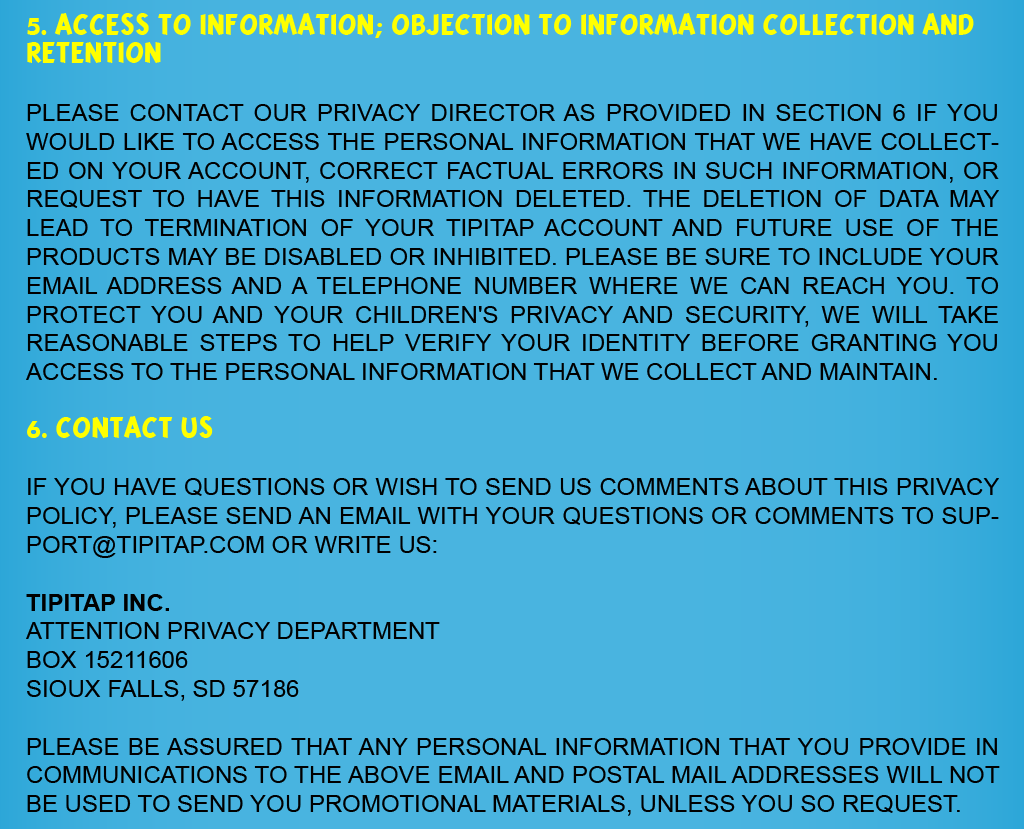 5. ACCESS TO INFORMATION; OBJECTION TO INFORMATION COLLECTION AND
RETENTION
PLEASE CONTACT OUR PRIVACY DIRECTOR AS PROVIDED IN SECTION 6 IF YOU
WOULD LIKE TO ACCESS THE PERSONAL INFORMATION THAT WE HAVE COLLECT-
ED ON YOUR ACCOUNT, CORRECT FACTUAL ERRORS IN SUCH INFORMATION, OR
REQUEST TO HAVE THIS INFORMATION DELETED. THE DELETION OF DATA MAY
LEAD TO TERMINATION OF YOUR TIPITAP ACCOUNT AND FUTURE USE OF THE
PRODUCTS MAY BE DISABLED OR INHIBITED. PLEASE BE SURE TO INCLUDE YOUR
EMAIL ADDRESS AND A TELEPHONE NUMBER WHERE WE CAN REACH YOU. TO
PROTECT YOU AND YOUR CHILDREN'S PRIVACY AND SECURITY, WE WILL TAKE
REASONABLE STEPS TO HELP VERIFY YOUR IDENTITY BEFORE GRANTING YOU
ACCESS TO THE PERSONAL INFORMATION THAT WE COLLECT AND MAINTAIN.
6. CONTACT US
IF YOU HAVE QUESTIONS OR WISH TO SEND US COMMENTS ABOUT THIS PRIVACY
POLICY, PLEASE SEND AN EMAIL WITH YOUR QUESTIONS OR COMMENTS TO SUP-
PORT@TIPITAP.COM OR WRITE US:
TIPITAP INC.
ATTENTION PRIVACY DEPARTMENT
BOX 15211606
SIOUX FALLS, SD 57186
PLEASE BE ASSURED THAT ANY PERSONAL INFORMATION THAT YOU PROVIDE IN
COMMUNICATIONS TO THE ABOVE EMAIL AND POSTAL MAIL ADDRESSES WILL NOT
BE USED TO SEND YOU PROMOTIONAL MATERIALS, UNLESS YOU SO REQUEST.